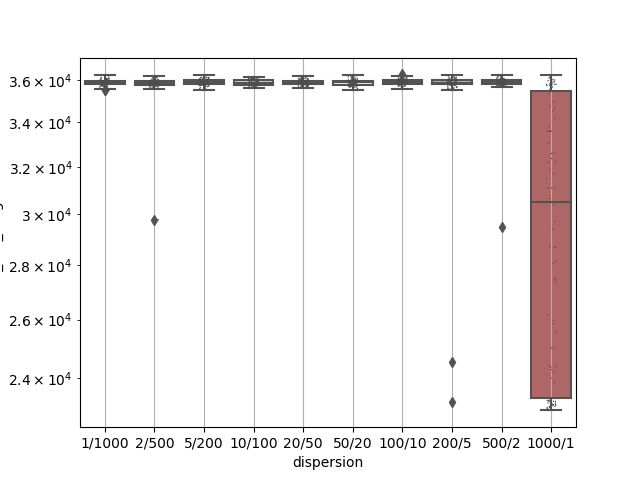 3.6 × 10⁴
3.4 × 10⁴
3.2 × 10⁴
3 × 10⁴
2.8 × 10⁴
2.6 × 10⁴
2.4 × 10⁴
1/1000 2/500 5/200 10/100 20/50 50/20 100/10 200/5 500/2 1000/1
dispersion